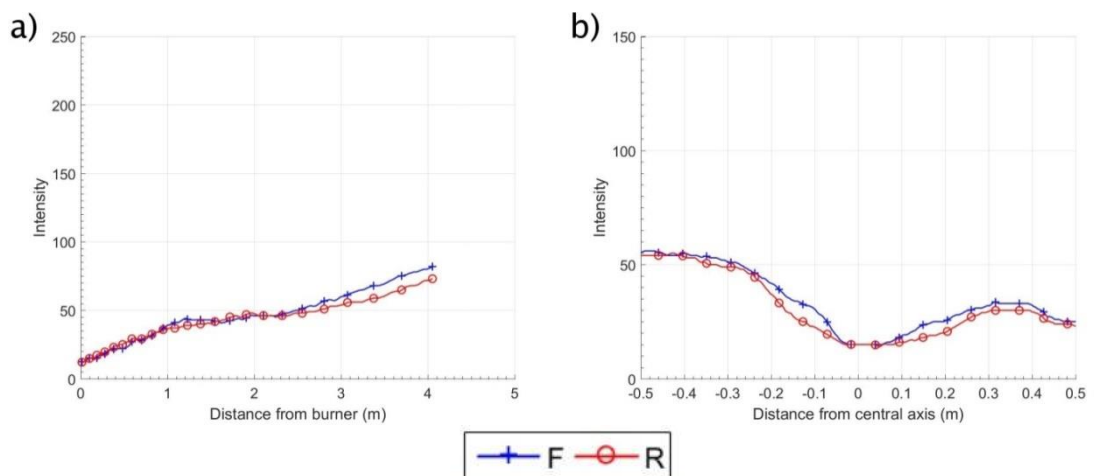 a)
250
200
150
100
50
0
Intensity
0 1 2 3 4 5
Distance from burner (m)
b)
150
100
50
0
Intensity
-0.5 -0.4 -0.3 -0.2 -0.1 0 0.1 0.2 0.3 0.4 0.5
Distance from central axis (m)
F R